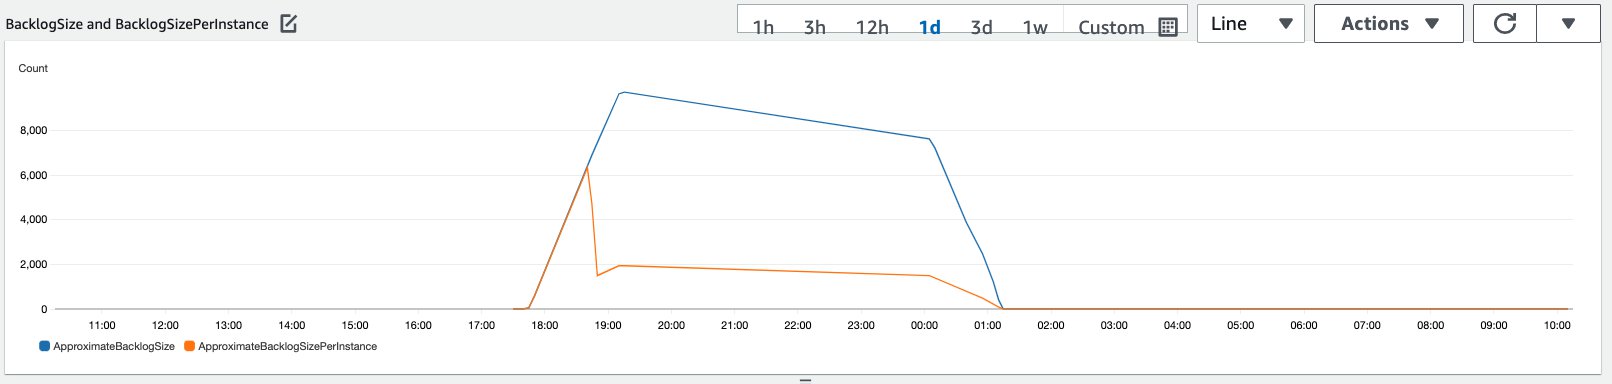 BacklogSize and BacklogSizePerInstance
1h 3h 12h 1d 3d 1w Custom
Line
Actions
Count
8,000
6,000
4,000
2,000
0
11:00 12:00 13:00 14:00 15:00 16:00 17:00 18:00 19:00 20:00 21:00 22:00 23:00 00:00 01:00 02:00 03:00 04:00 05:00 06:00 07:00 08:00 09:00 10:00
ApproximateBacklogSize ApproximateBacklogSizePerInstance